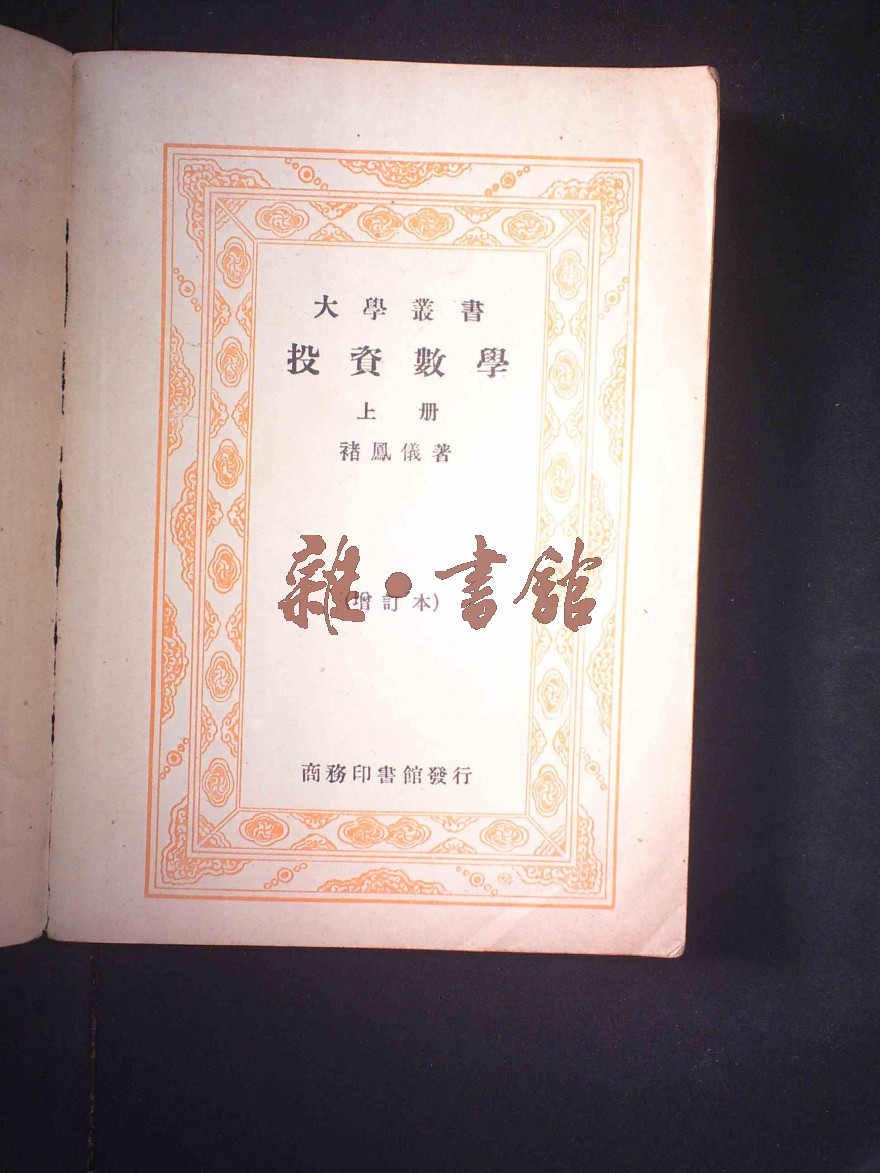 大學叢書
投資數學
上册
褚鳳儀著
雜·書館
(增訂本)
商務印書館發行